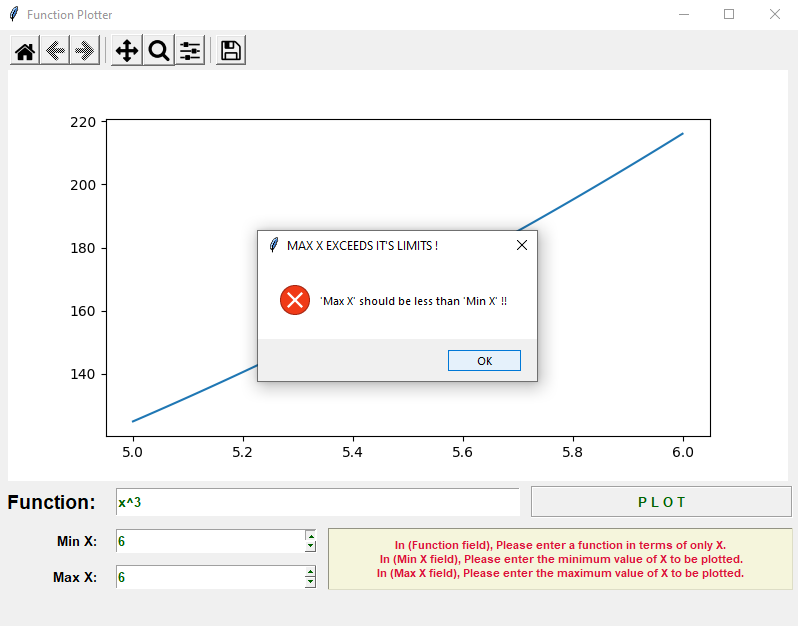 Function Plotter
220
200
180
160
140
5.0 5.2 5.4 5.6 5.8 6.0
MAX X EXCEEDS IT'S LIMITS !
'Max X' should be less than 'Min X' !!
OK
Function: x^3 P L O T
Min X: 6
Max X: 6
In (Function field), Please enter a function in terms of only X.
In (Min X field), Please enter the minimum value of X to be plotted.
In (Max X field), Please enter the maximum value of X to be plotted.